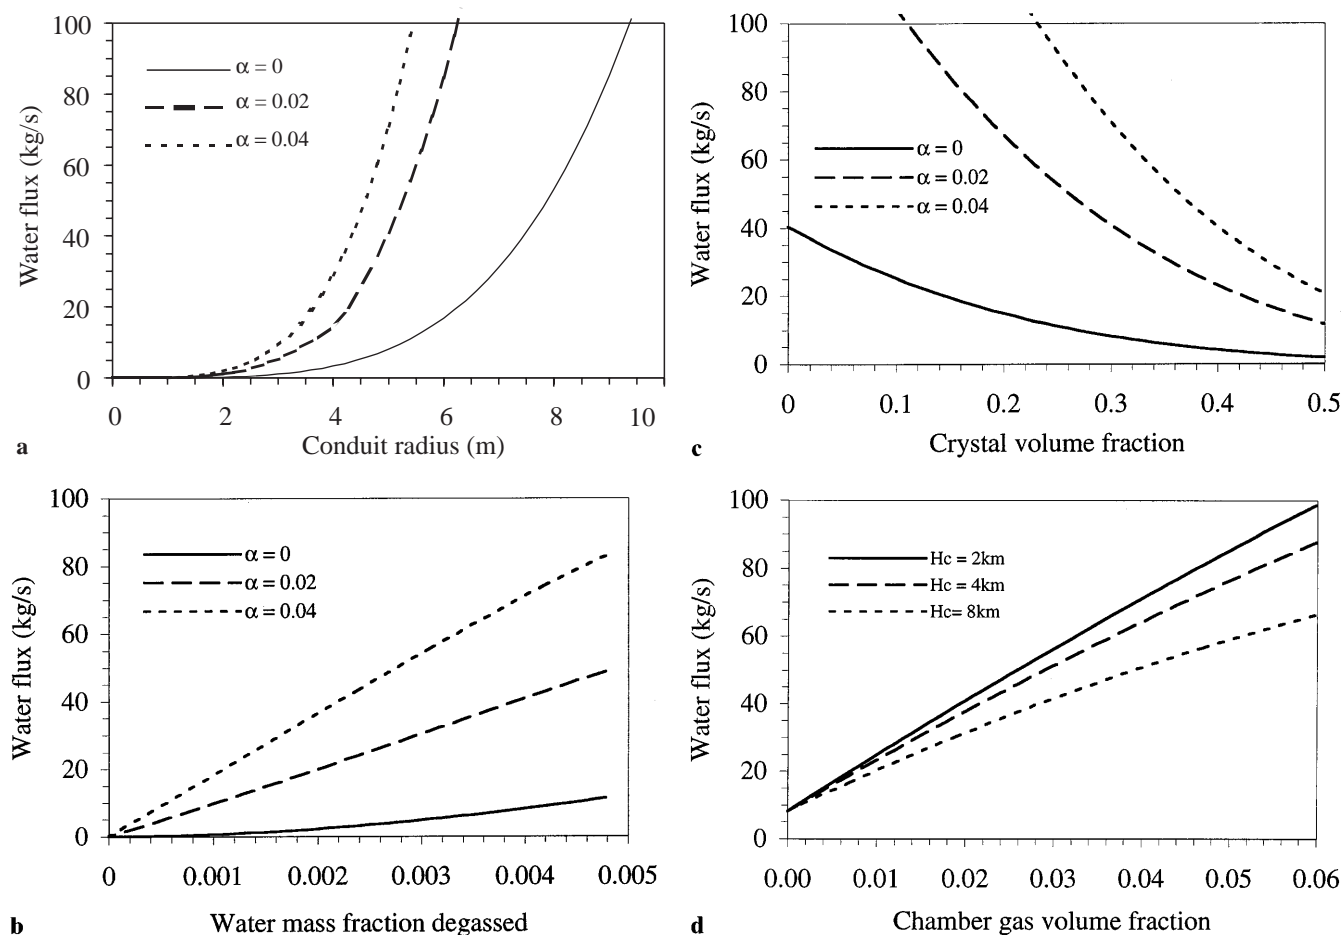 Water flux (kg/s)
100
80
60
40
20
0
α = 0
α = 0.02
α = 0.04
0 2 4 6 8 10
Conduit radius (m)
a
Water flux (kg/s)
100
80
60
40
20
0
α = 0
α = 0.02
α = 0.04
0 0.1 0.2 0.3 0.4 0.5
Crystal volume fraction
c
Water flux (kg/s)
100
80
60
40
20
0
α = 0
α = 0.02
α = 0.04
0 0.001 0.002 0.003 0.004 0.005
Water mass fraction degassed
b
Water flux (kg/s)
100
80
60
40
20
0
Hc = 2km
Hc = 4km
Hc= 8km
0.00 0.01 0.02 0.03 0.04 0.05 0.06
Chamber gas volume fraction
d